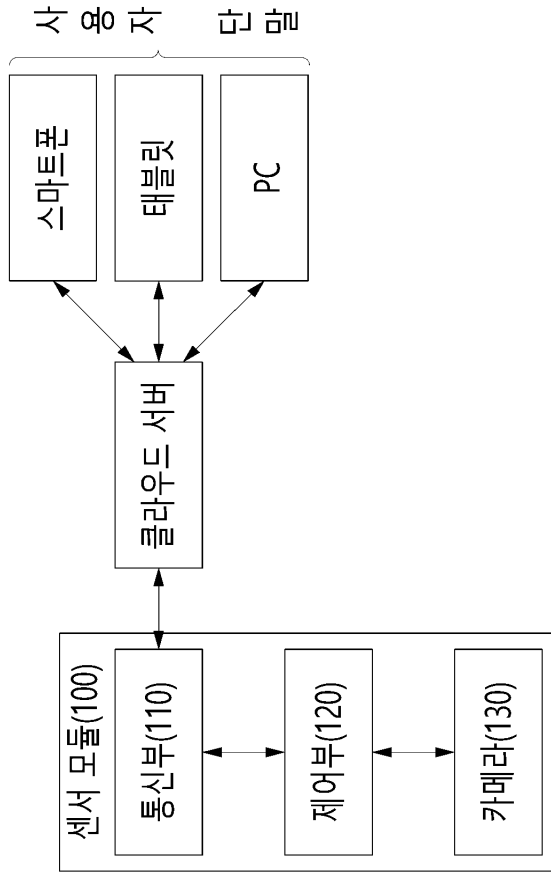 센서 모듈(100)
통신부(110)
제어부(120)
카메라(130)
클라우드 서버
스마트폰
태블릿
PC
사용자 단말